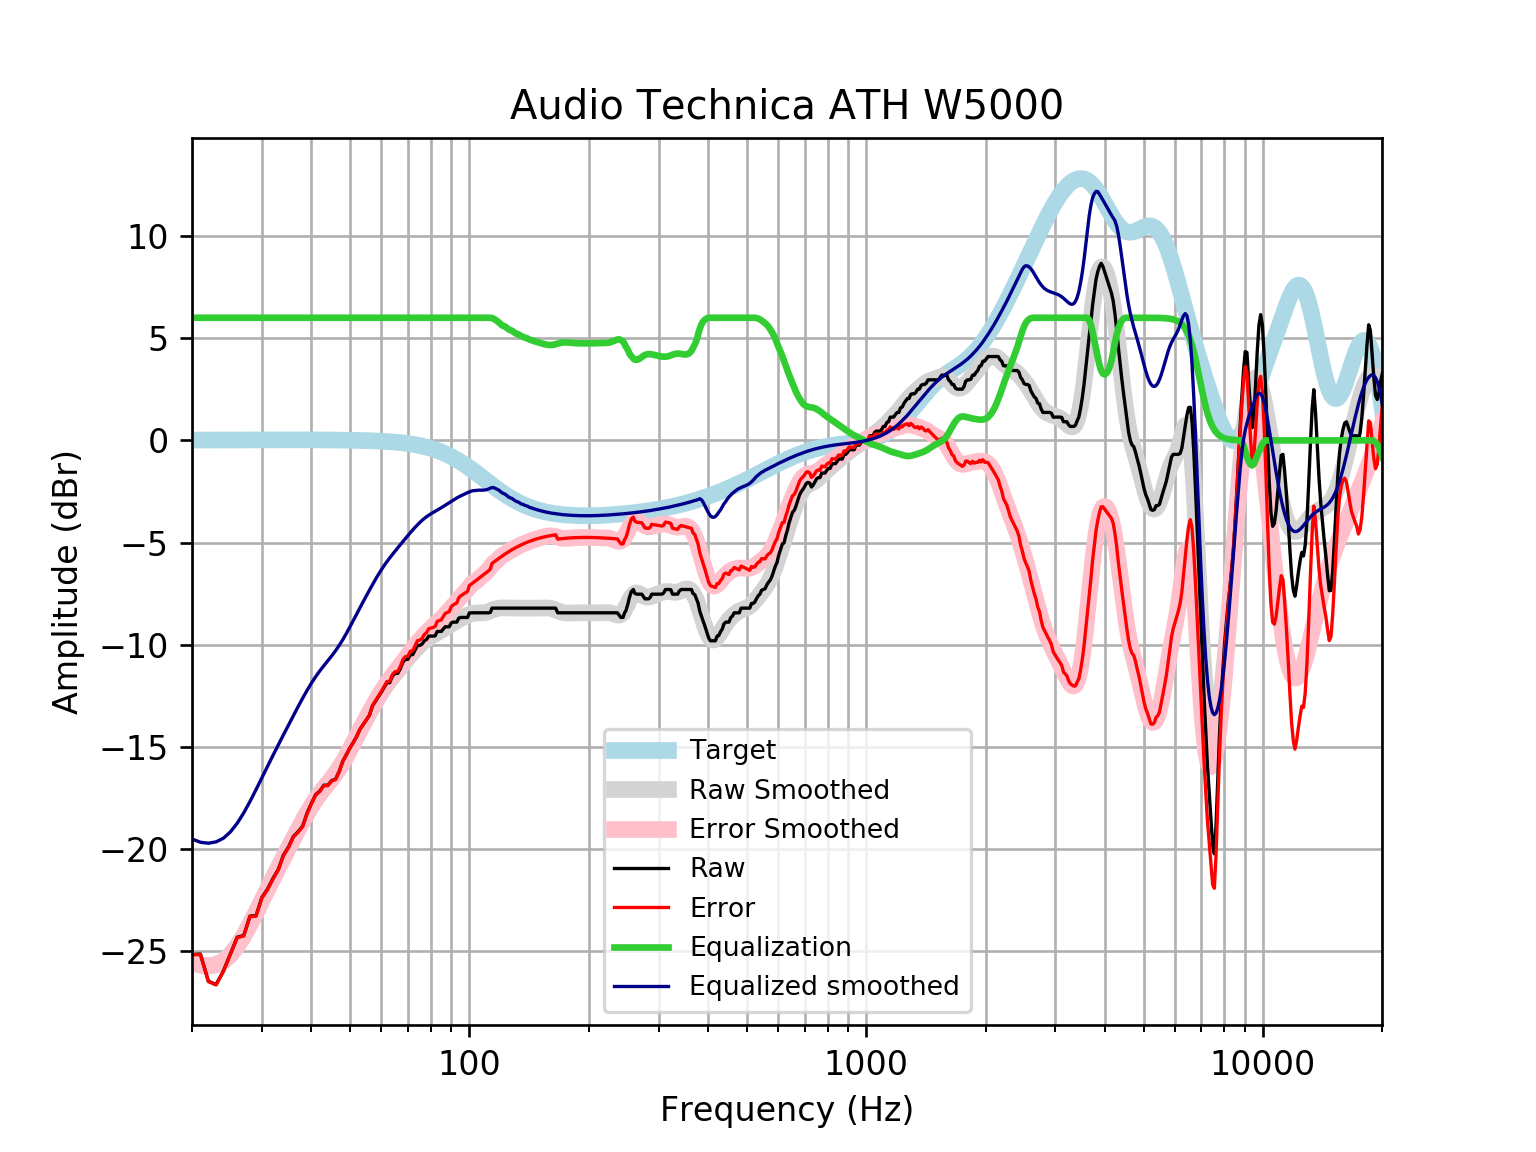 Audio Technica ATH W5000
Amplitude (dBr)
10
5
0
−5
−10
−15
−20
−25
Target
Raw Smoothed
Error Smoothed
Raw
Error
Equalization
Equalized smoothed
100
1000
10000
Frequency (Hz)